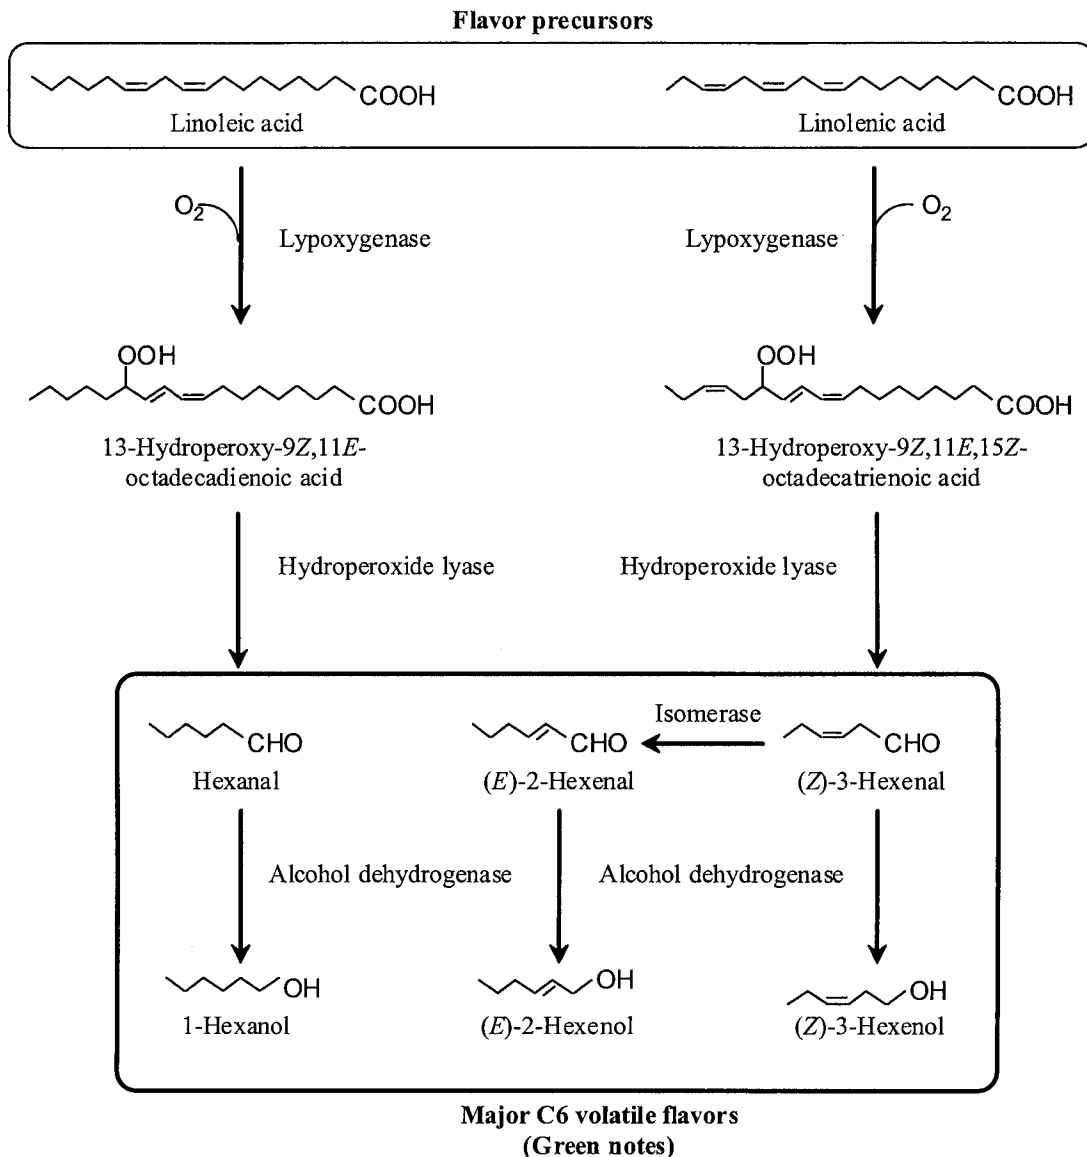 Flavor precursors
COOH
Linoleic acid
COOH
Linolenic acid
O2
Lypoxygenase
Lypoxygenase
O2
OOH
COOH
13-Hydroperoxy-9Z,11E-
octadecadienoic acid
OOH
COOH
13-Hydroperoxy-9Z,11E,15Z-
octadecatrienoic acid
Hydroperoxide lyase
Hydroperoxide lyase
CHO
Hexanal
CHO
(E)-2-Hexenal
Isomerase
CHO
(Z)-3-Hexenal
Alcohol dehydrogenase
Alcohol dehydrogenase
OH
1-Hexanol
OH
(E)-2-Hexenol
OH
(Z)-3-Hexenol
Major C6 volatile flavors
(Green notes)